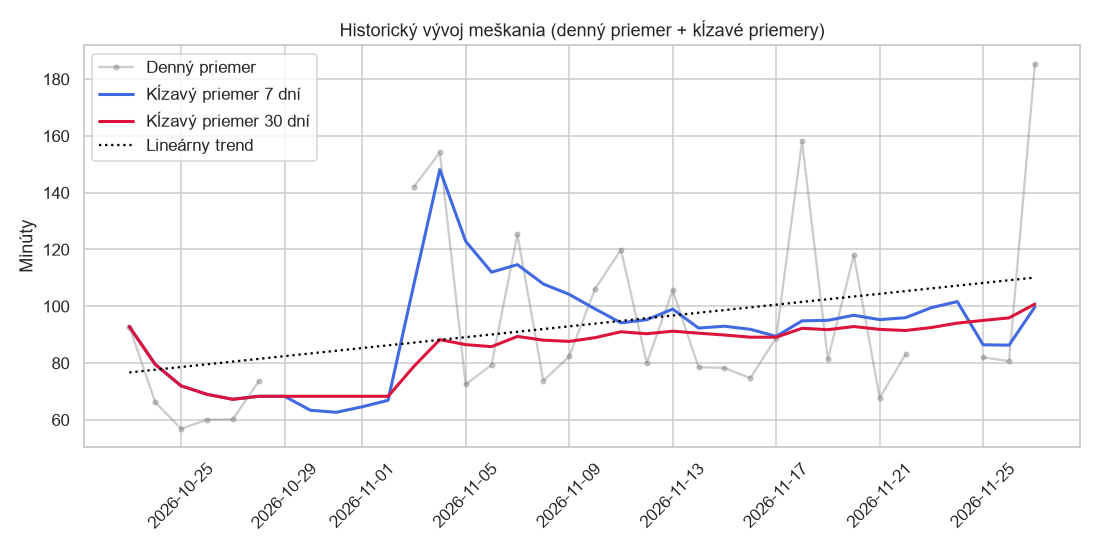 Historický vývoj meškania (denný priemer + kĺzavé priemery)
Denný priemer
Kĺzavý priemer 7 dní
Kĺzavý priemer 30 dní
Lineárny trend
Minúty
180
160
140
120
100
80
60
2026-10-25
2026-10-29
2026-11-01
2026-11-05
2026-11-09
2026-11-13
2026-11-17
2026-11-21
2026-11-25